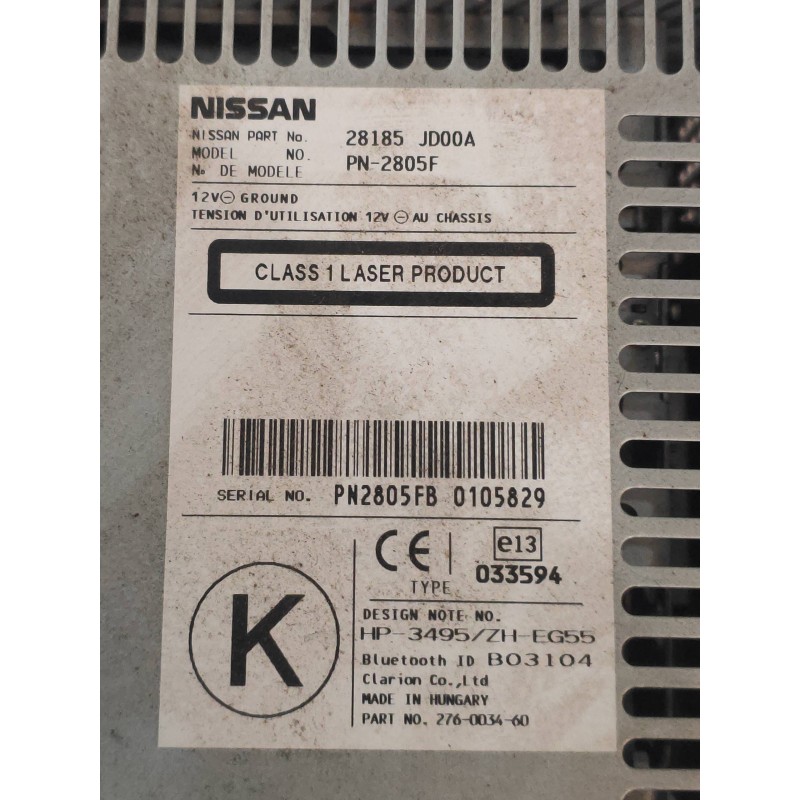 NISSAN
NISSAN PART No. 28185 JD00A
MODEL NO. PN-2805F
No DE MODELE
12V⊖ GROUND
TENSION D'UTILISATION 12V ⊖ AU CHASSIS
CLASS 1 LASER PRODUCT
SERIAL NO. PN2805FB 0105829
K
CE
e13
TYPE 033594
DESIGN NOTE NO.
HP-3495/ZH-EG55
Bluetooth ID B03104
Clarion Co.,Ltd
MADE IN HUNGARY
PART NO. 276-0034-60